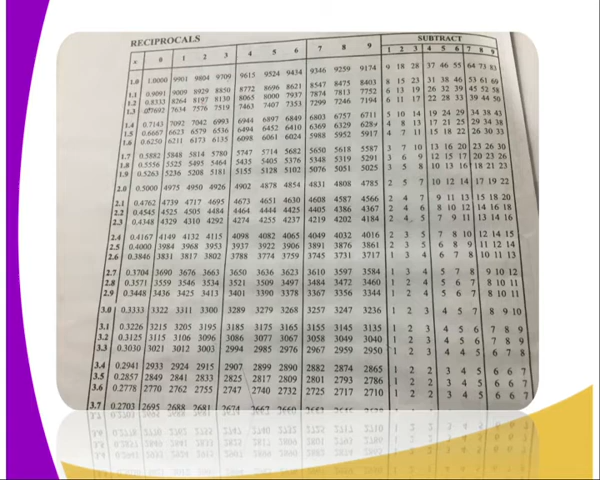 RECIPROCALS SUBTRACT
x 0 1 2 3 4 5 6 7 8 9 1 2 3 4 5 6 7 8 9
1.0 1.0000 9901 9804 9709 9615 9524 9434 9346 9259 9174 9 18 28 37 46 55 64 73 83
1.1 0.9091 9009 8929 8850 8772 8696 8621 8547 8475 8403 8 15 23 31 38 46 53 61 69
1.2 0.8333 8264 8197 8130 8065 8000 7937 7874 7813 7752 6 13 19 26 32 39 45 52 58
1.3 0.7692 7634 7576 7519 7463 7407 7353 7299 7246 7194 6 11 17 22 28 33 39 44 50
1.4 0.7143 7092 7042 6993 6944 6897 6849 6803 6757 6711 5 10 14 19 24 29 34 38 43
1.5 0.6667 6623 6579 6536 6494 6452 6410 6369 6329 6289 4 8 13 17 21 25 29 34 38
1.6 0.6250 6211 6173 6135 6098 6061 6024 5988 5952 5917 4 7 11 15 18 22 26 30 33
1.7 0.5882 5848 5814 5780 5747 5714 5682 5650 5618 5587 3 7 10 13 16 20 23 26 30
1.8 0.5556 5525 5495 5464 5435 5405 5376 5348 5319 5291 3 6 9 12 15 17 20 23 26
1.9 0.5263 5236 5208 5181 5155 5128 5102 5076 5051 5025 3 5 8 10 13 16 18 21 23
2.0 0.5000 4975 4950 4926 4902 4878 4854 4831 4808 4785 2 5 7 10 12 14 17 19 22
2.1 0.4762 4739 4717 4695 4673 4651 4630 4608 4587 4566 2 4 7 9 11 13 15 18 20
2.2 0.4545 4525 4505 4484 4464 4444 4425 4405 4386 4367 2 4 6 8 10 12 14 16 18
2.3 0.4348 4329 4310 4292 4274 4255 4237 4219 4202 4184 2 4 5 7 9 11 13 14 16
2.4 0.4167 4149 4132 4115 4098 4082 4065 4049 4032 4016 2 3 5 7 8 10 12 14 15
2.5 0.4000 3984 3968 3953 3937 3922 3906 3891 3876 3861 2 3 5 6 8 9 11 12 14
2.6 0.3846 3831 3817 3802 3788 3774 3759 3745 3731 3717 1 3 4 6 7 8 10 11 13
2.7 0.3704 3690 3676 3663 3650 3636 3623 3610 3597 3584 1 3 4 5 7 8 9 10 12
2.8 0.3571 3559 3546 3534 3521 3509 3497 3484 3472 3460 1 2 4 5 6 7 8 10 11
2.9 0.3448 3436 3425 3413 3401 3390 3378 3367 3356 3344 1 2 4 5 6 7 8 10 11
3.0 0.3333 3322 3311 3300 3289 3279 3268 3257 3247 3236 1 2 3 4 5 7 8 9 10
3.1 0.3226 3215 3205 3195 3185 3175 3165 3155 3145 3135 1 2 3 4 5 6 7 8 9
3.2 0.3125 3115 3106 3096 3086 3077 3067 3058 3049 3040 1 2 3 4 5 6 7 8 9
3.3 0.3030 3021 3012 3003 2994 2985 2976 2967 2959 2950 1 2 3 4 4 5 6 7 8
3.4 0.2941 2933 2924 2915 2907 2899 2890 2882 2874 2865 1 2 2 3 4 5 6 6 7
3.5 0.2857 2849 2841 2833 2825 2817 2809 2801 2793 2786 1 2 2 3 4 5 6 6 7
3.6 0.2778 2770 2762 2755 2747 2740 2732 2725 2717 2710 1 2 2 3 4 5 6 6 7
3.7 0.2703 2695 2688 2681 2674 2667 2660